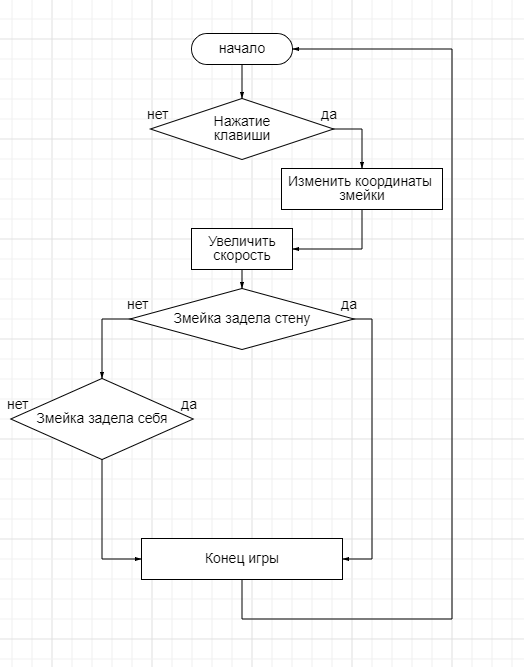 начало
нет
да
Нажатие
клавиши
Изменить координаты
змейки
Увеличить
скорость
нет
да
Змейка задела стену
нет
да
Змейка задела себя
Конец игры